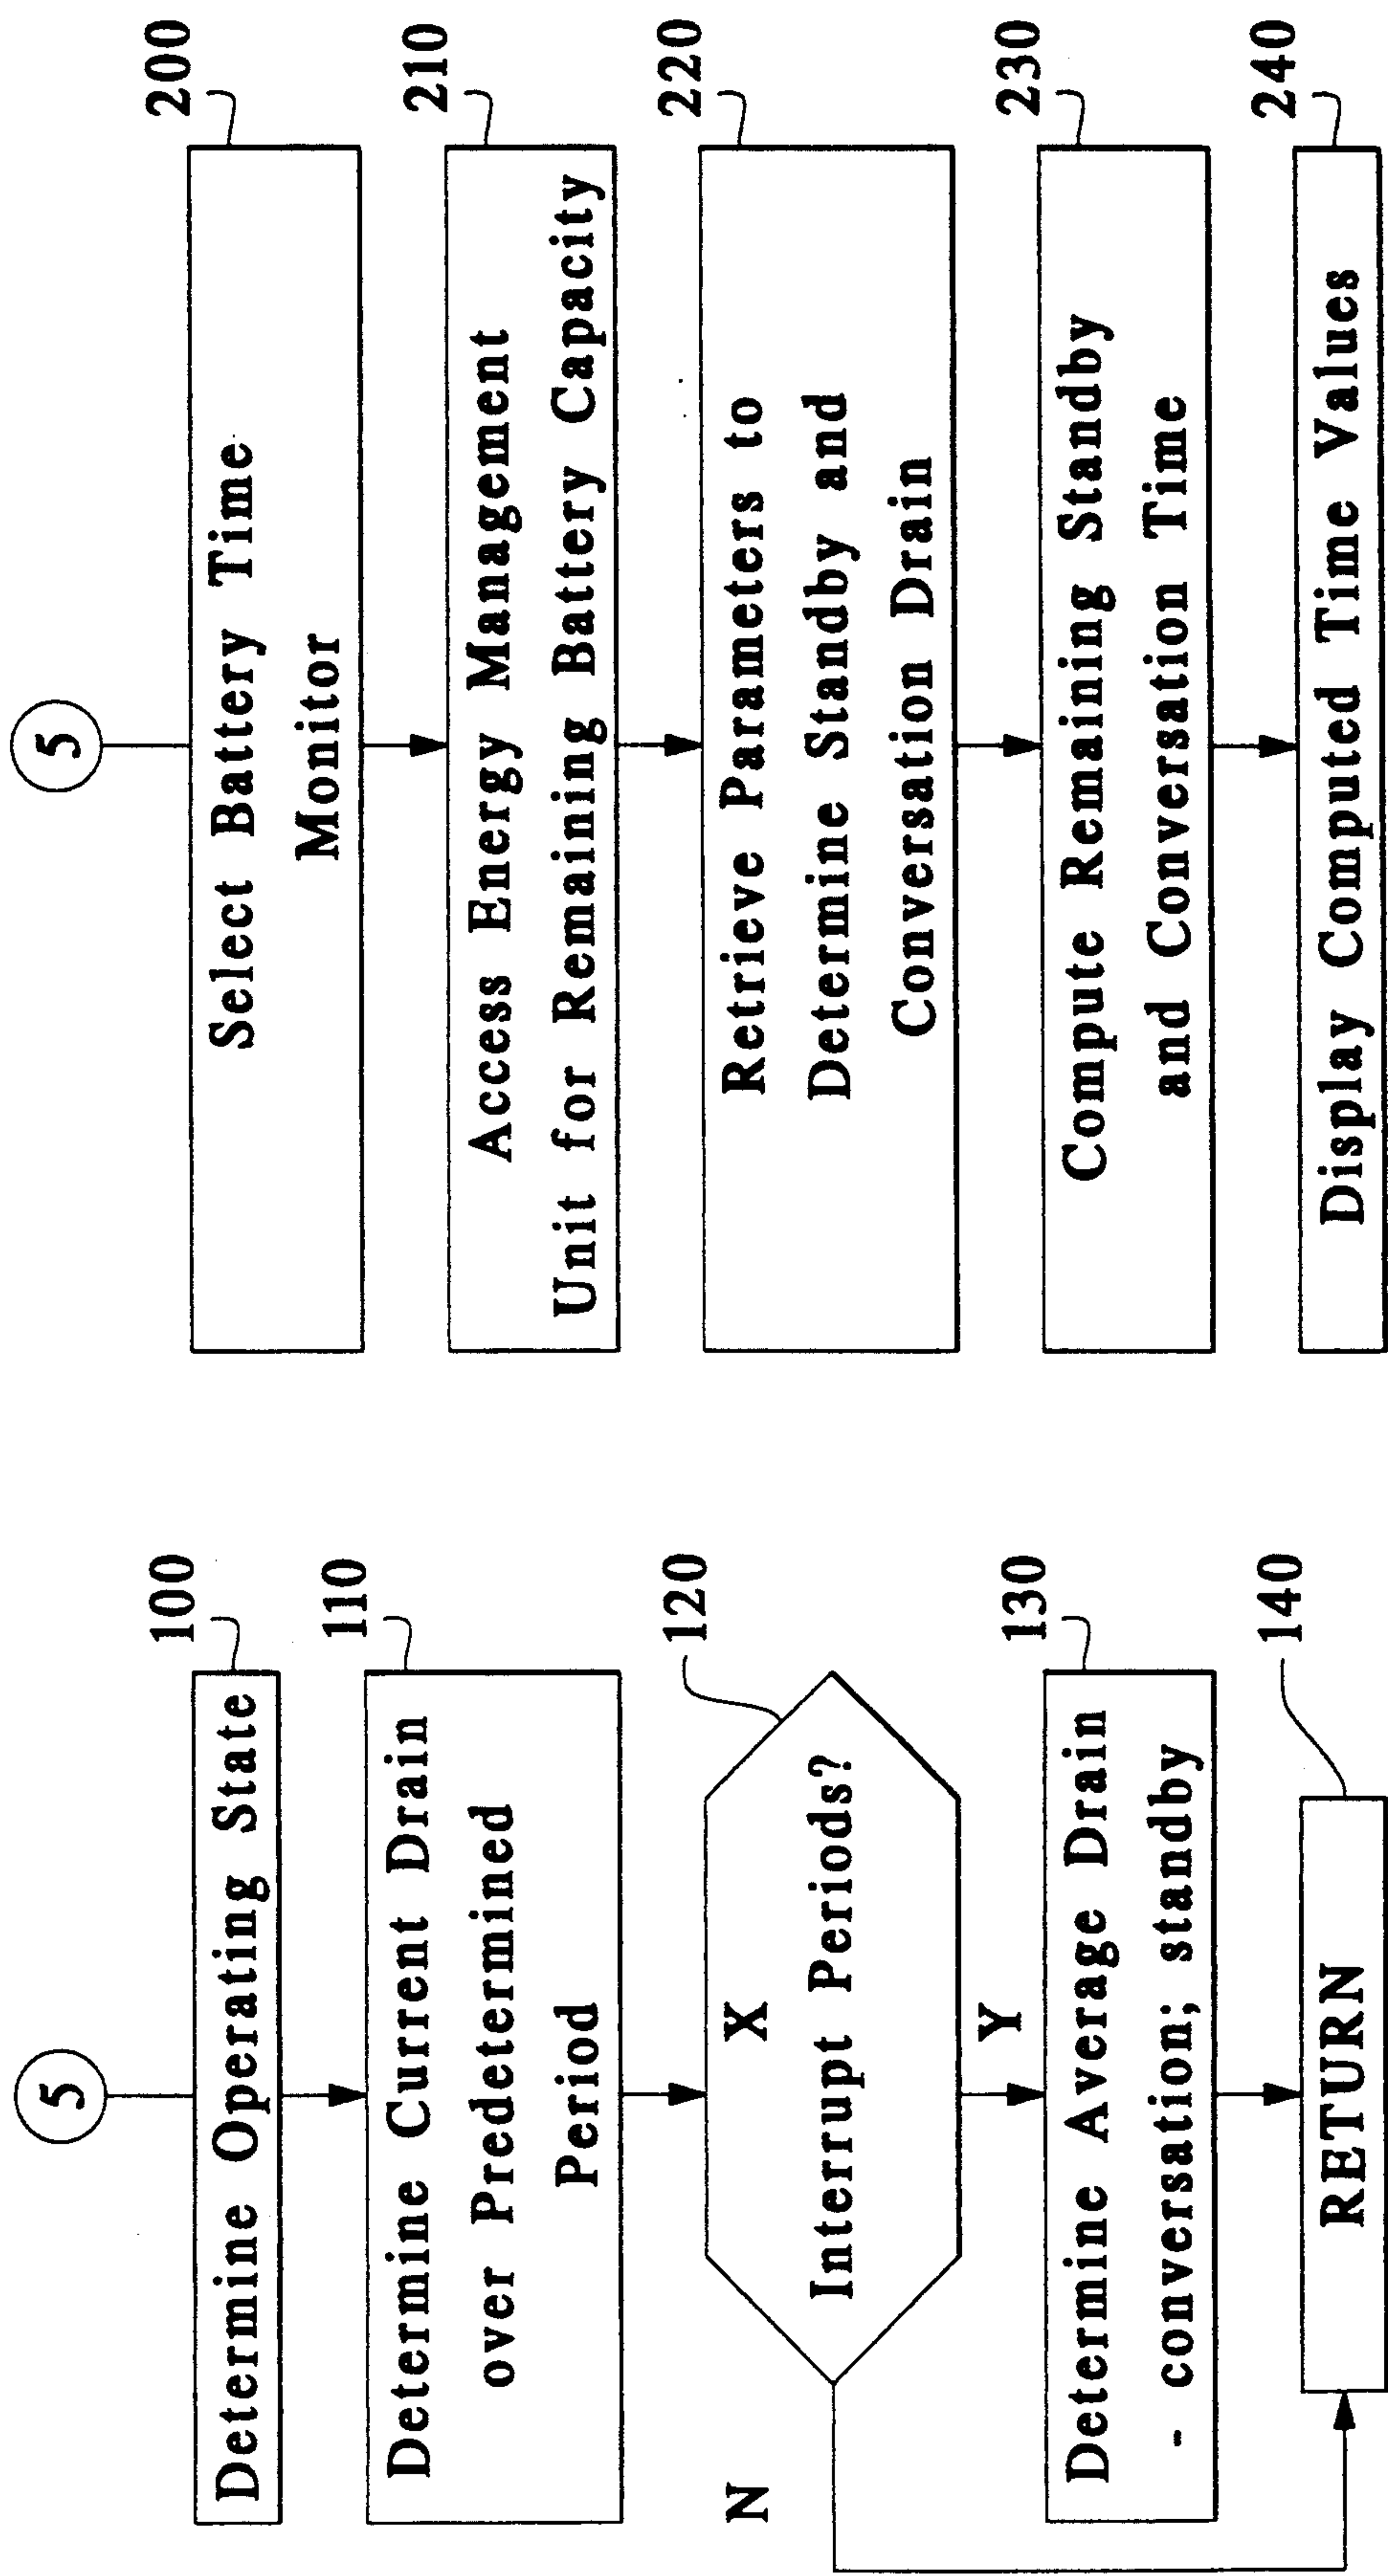 5
100
Determine Operating State
110
Determine Current Drain
over Predetermined
Period
120
X
Interrupt Periods?
N
Y
130
Determine Average Drain
- conversation; standby
140
RETURN
5
200
Select Battery Time
Monitor
210
Access Energy Management
Unit for Remaining Battery Capacity
220
Retrieve Parameters to
Determine Standby and
Conversation Drain
230
Compute Remaining Standby
and Conversation Time
240
Display Computed Time Values